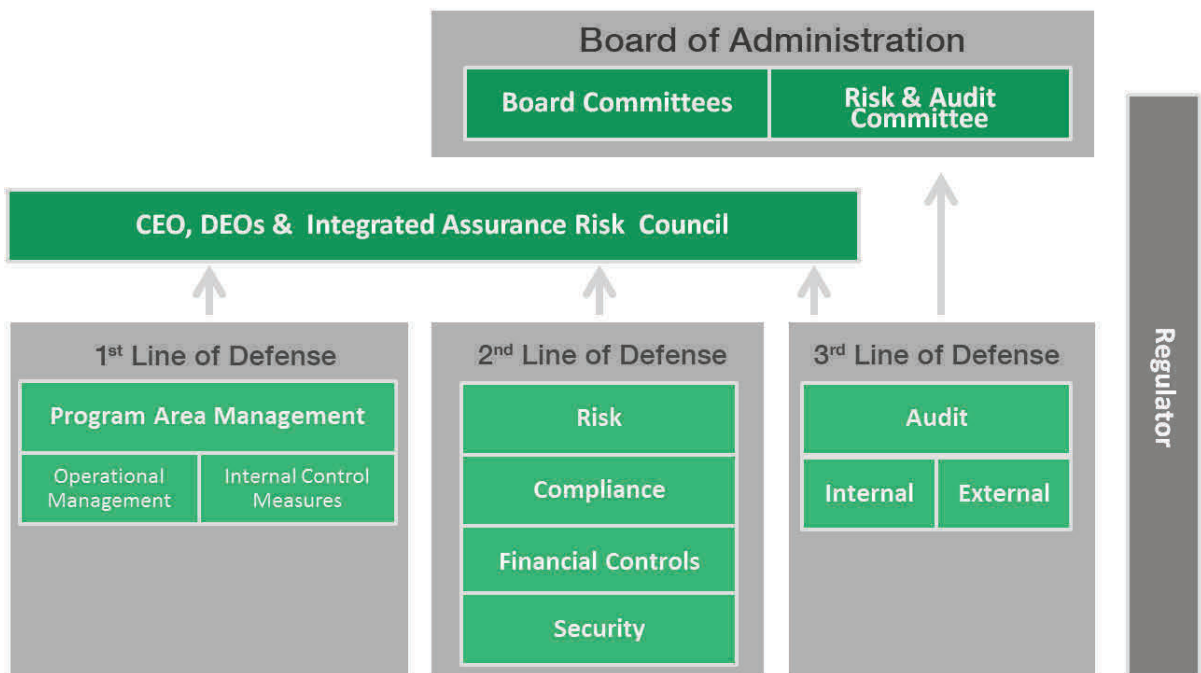 Board of Administration
Board Committees
Risk & Audit
Committee
CEO, DEOs & Integrated Assurance Risk Council
1st Line of Defense
Program Area Management
Operational
Management
Internal Control
Measures
2nd Line of Defense
Risk
Compliance
Financial Controls
Security
3rd Line of Defense
Audit
Internal
External
Regulator